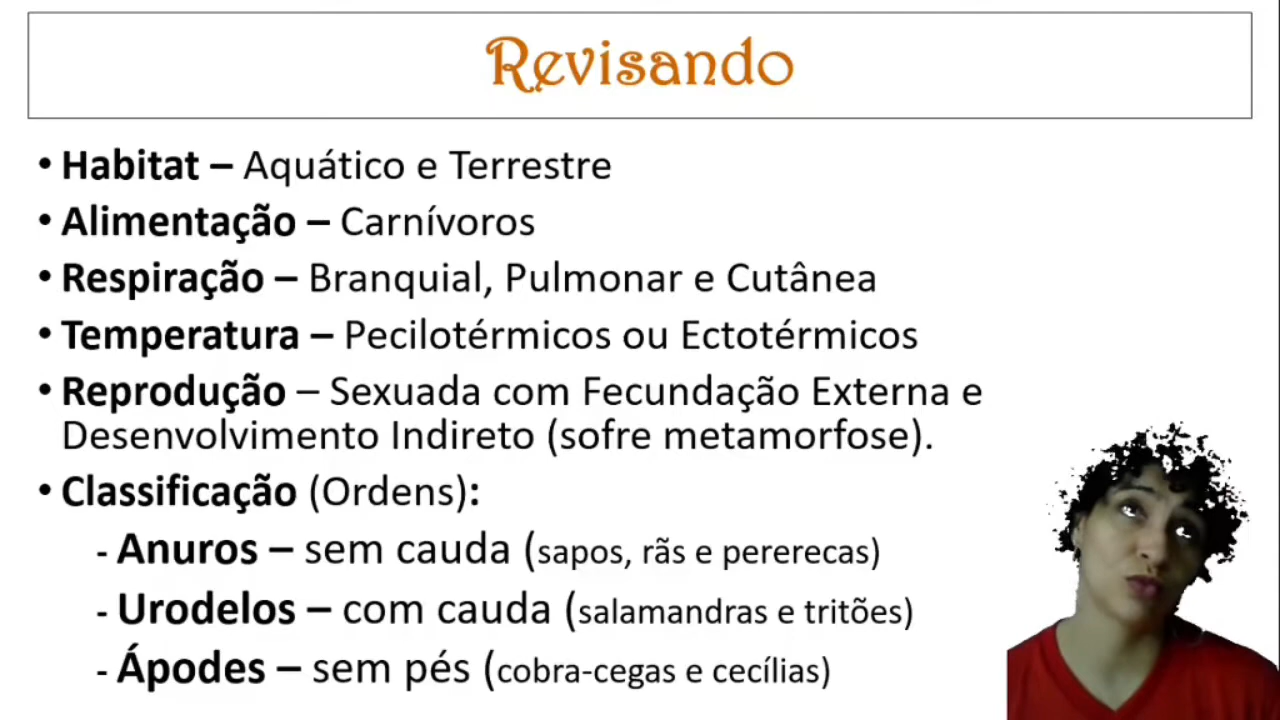 Revisando
• Habitat – Aquático e Terrestre
• Alimentação – Carnívoros
• Respiração – Branquial, Pulmonar e Cutânea
• Temperatura – Pecilotérmicos ou Ectotérmicos
• Reprodução – Sexuada com Fecundação Externa e
Desenvolvimento Indireto (sofre metamorfose).
• Classificação (Ordens):
- Anuros – sem cauda (sapos, rãs e pererecas)
- Urodelos – com cauda (salamandras e tritões)
- Ápodes – sem pés (cobra-cegas e cecílias)